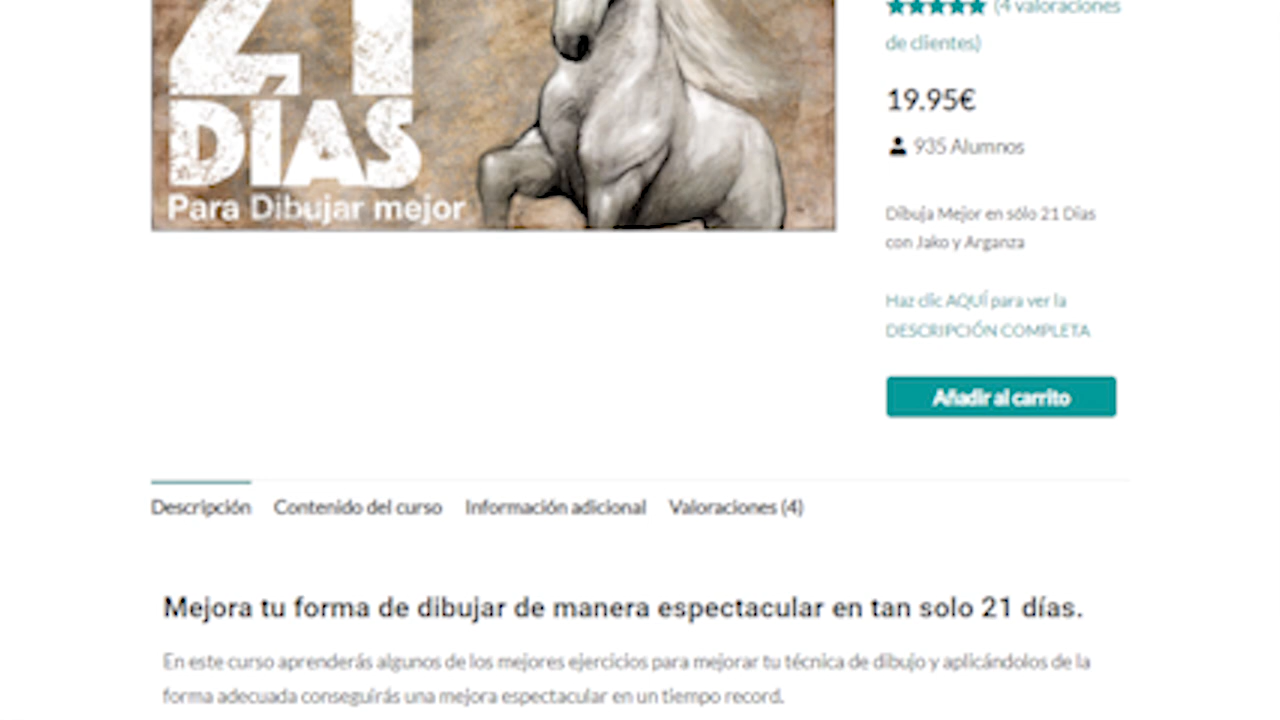 21
DÍAS
Para Dibujar mejor
(4 valoraciones
de clientes)
19.95€
935 Alumnos
Dibuja Mejor en sólo 21 Días
con Jako y Arganza
Haz clic AQUÍ para ver la
DESCRIPCIÓN COMPLETA
Añadir al carrito
Descripción Contenido del curso Información adicional Valoraciones (4)
Mejora tu forma de dibujar de manera espectacular en tan solo 21 días.
En este curso aprenderás algunos de los mejores ejercicios para mejorar tu técnica de dibujo y aplicándolos de la
forma adecuada conseguirás una mejora espectacular en un tiempo record.